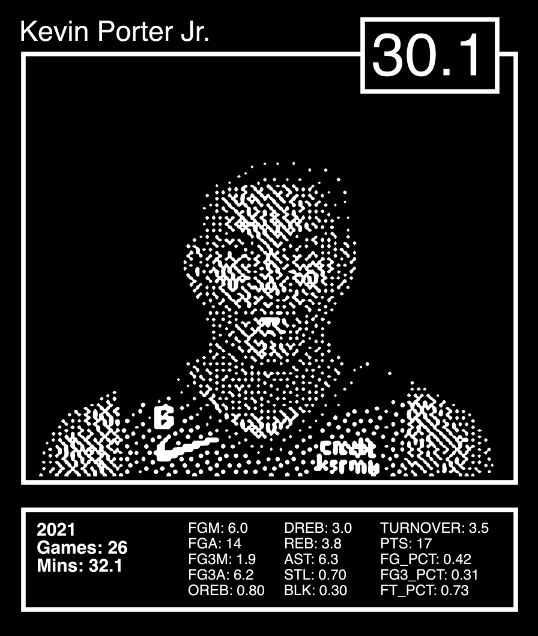 Kevin Porter Jr.
30.1
2021
Games: 26
Mins: 32.1
FGM: 6.0
FGA: 14
FG3M: 1.9
FG3A: 6.2
OREB: 0.80
DREB: 3.0
REB: 3.8
AST: 6.3
STL: 0.70
BLK: 0.30
TURNOVER: 3.5
PTS: 17
FG_PCT: 0.42
FG3_PCT: 0.31
FT_PCT: 0.73